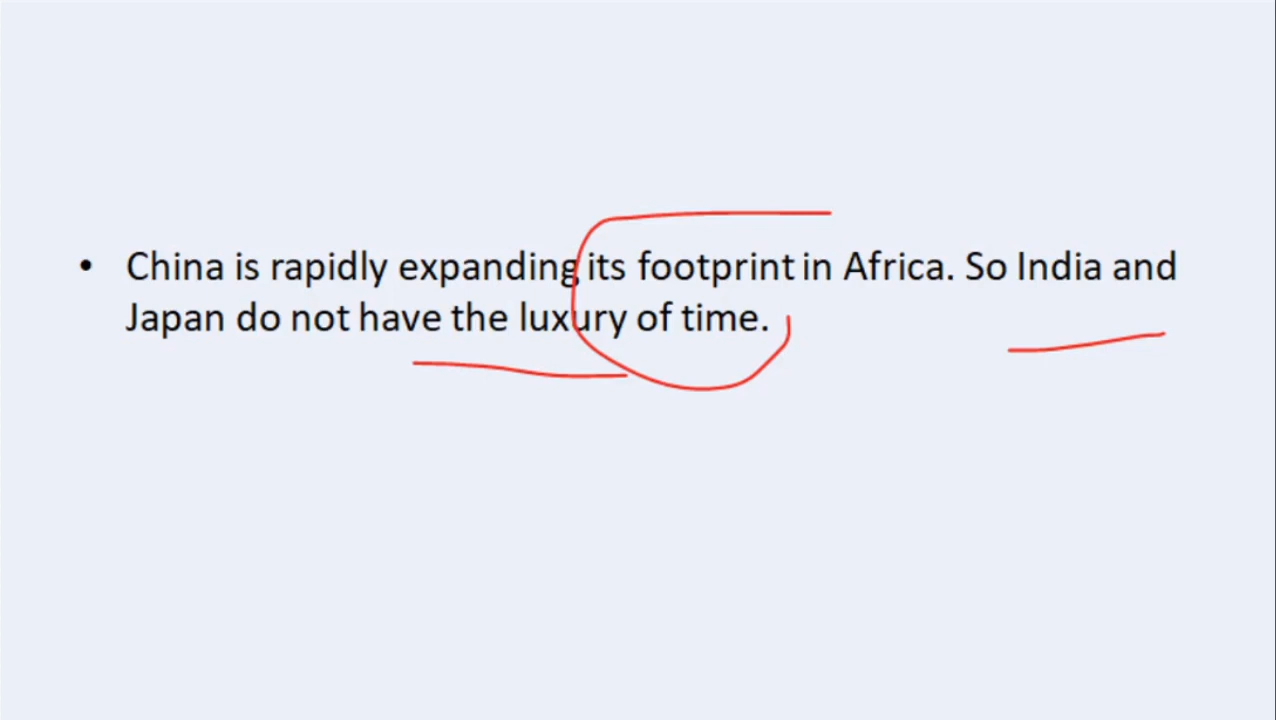 • China is rapidly expanding its footprint in Africa. So India and
Japan do not have the luxury of time.